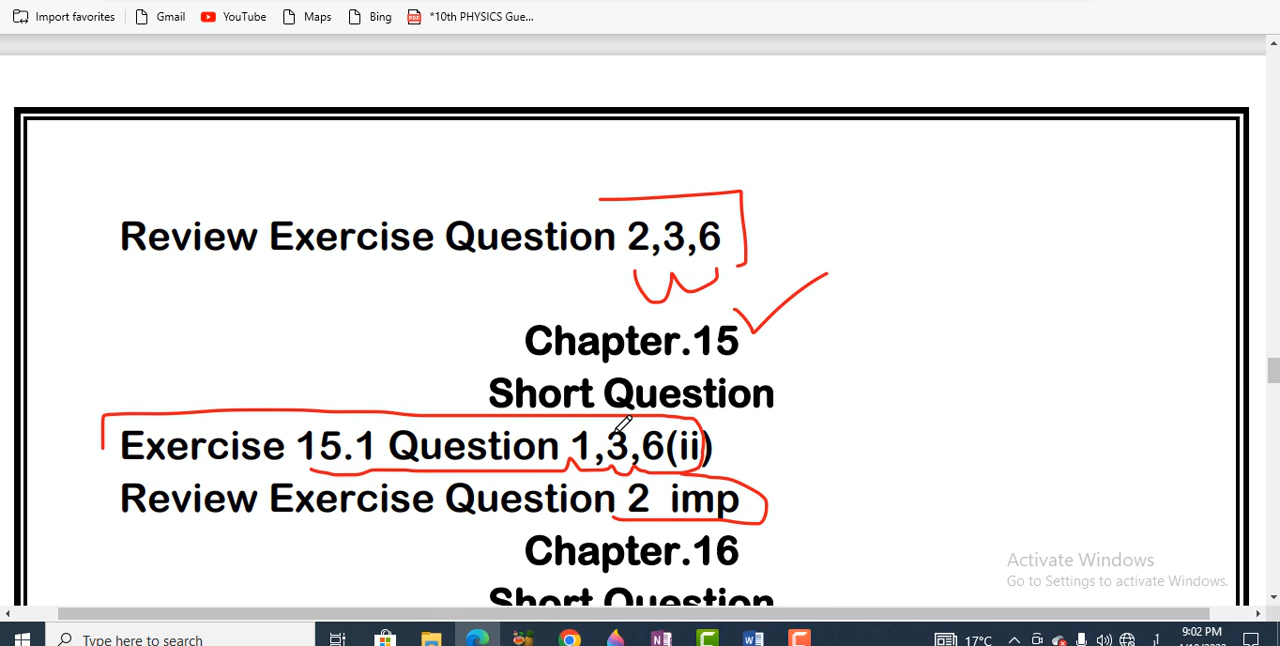 Import favorites Gmail YouTube Maps Bing *10th PHYSICS Gue...
Review Exercise Question 2,3,6
Chapter.15
Short Question
Exercise 15.1 Question 1,3,6(ii)
Review Exercise Question 2 imp
Chapter.16
Short Question
Activate Windows
Go to Settings to activate Windows.
Type here to search
17°C
9:02 PM